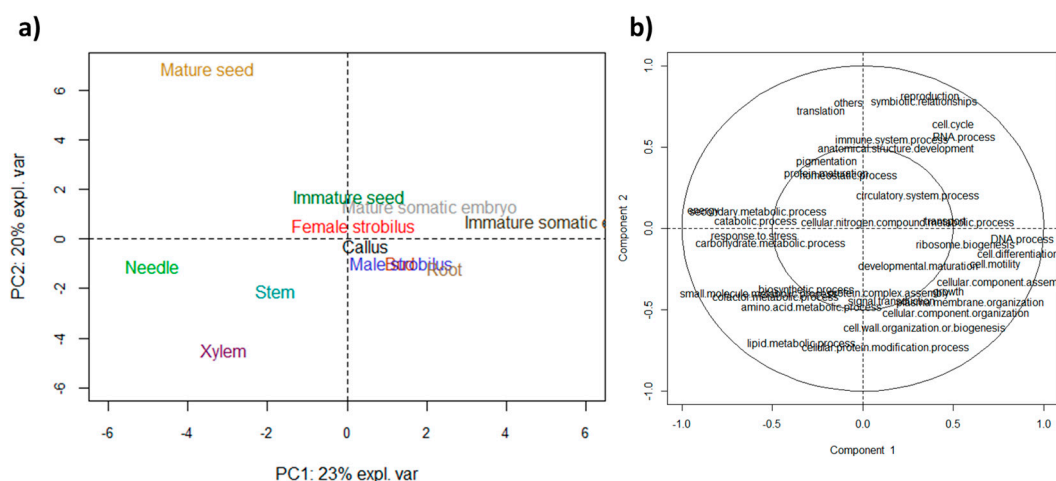 a)
Mature seed
Immature seed
Mature somatic embryo
Immature somatic e
Female strobilus
Callus
Male strobilus
Bud
Root
Needle
Stem
Xylem
6
4
2
0
-2
-4
-6
-6
-4
-2
0
2
4
6
PC2: 20% expl. var
PC1: 23% expl. var
b)
reproduction
others
symbiotic.relationships
translation
cell.cycle
RNA.process
immune.system.process
anatomical.structure.development
pigmentation
protein.maturation
homeostatic.process
circulatory.system.process
energy
secondary.metabolic.process
catabolic.process
cellular.nitrogen.compound.metabolic.process
transport
response.to.stress
carbohydrate.metabolic.process
DNA.process
ribosome.biogenesis
cell.differentiation
cell.motility
developmental.maturation
cellular.component.assem
biosynthetic.process
small.molecule.metabolic.process
protein.complex.assembly
growth
cofactor.metabolic.process
signal.transduction
plasma.membrane.organization
amino.acid.metabolic.process
cellular.component.organization
cell.wall.organization.or.biogenesis
lipid.metabolic.process
cellular.protein.modification.process
1.0
0.5
0.0
-0.5
-1.0
-1.0
-0.5
0.0
0.5
1.0
Component 2
Component 1